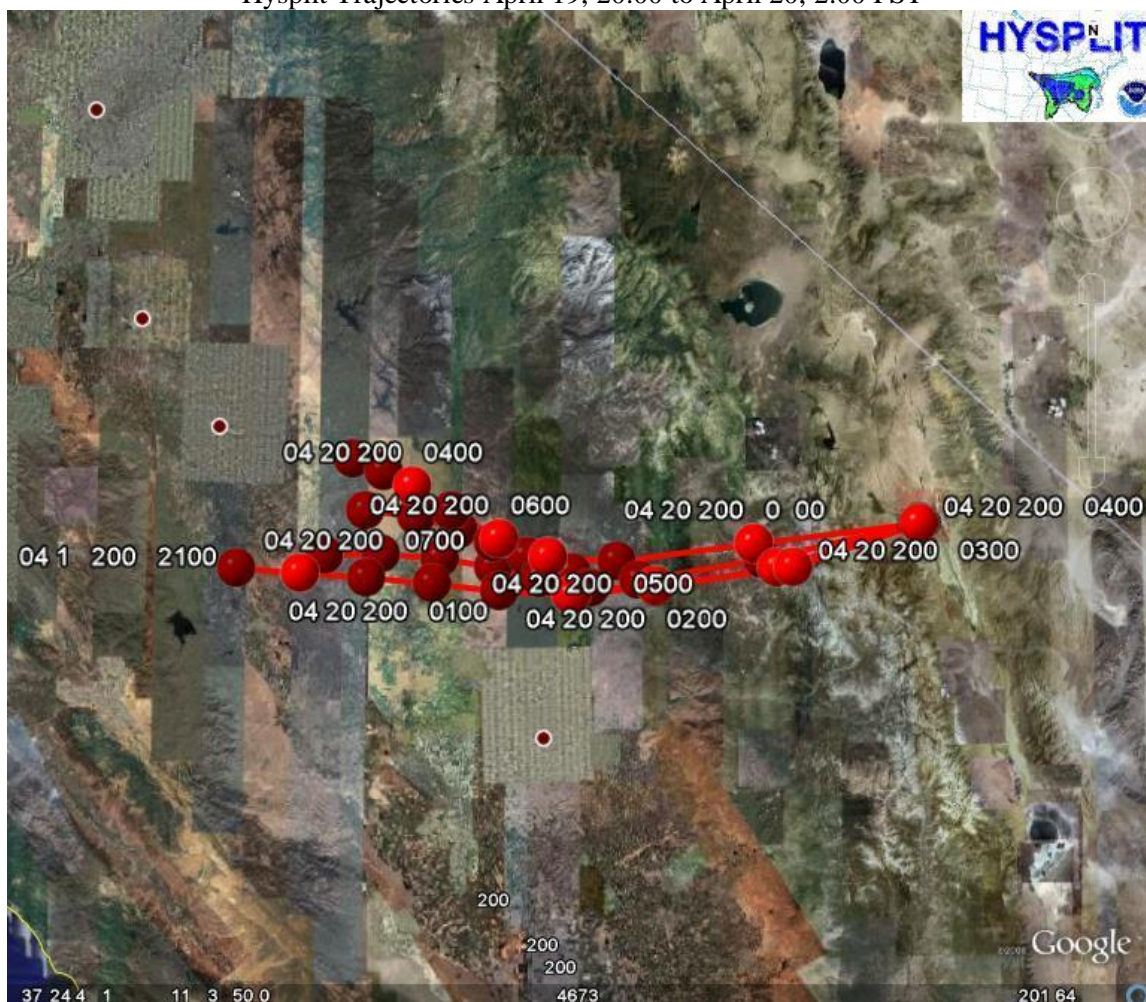 Hysplit Trajectories April 19, 20:00 to April 20, 2:00 PST
HYSPLIT
N
04 20 200 0400
04 20 200 0600
04 20 200 0 00
04 20 200 0400
04 1 200 2100
04 20 200 0700
04 20 200 0300
04 20 200 0500
04 20 200 0100
04 20 200 0200
200
200
200
Google
37 24 4 1
11 3 50 0
4673
201 64